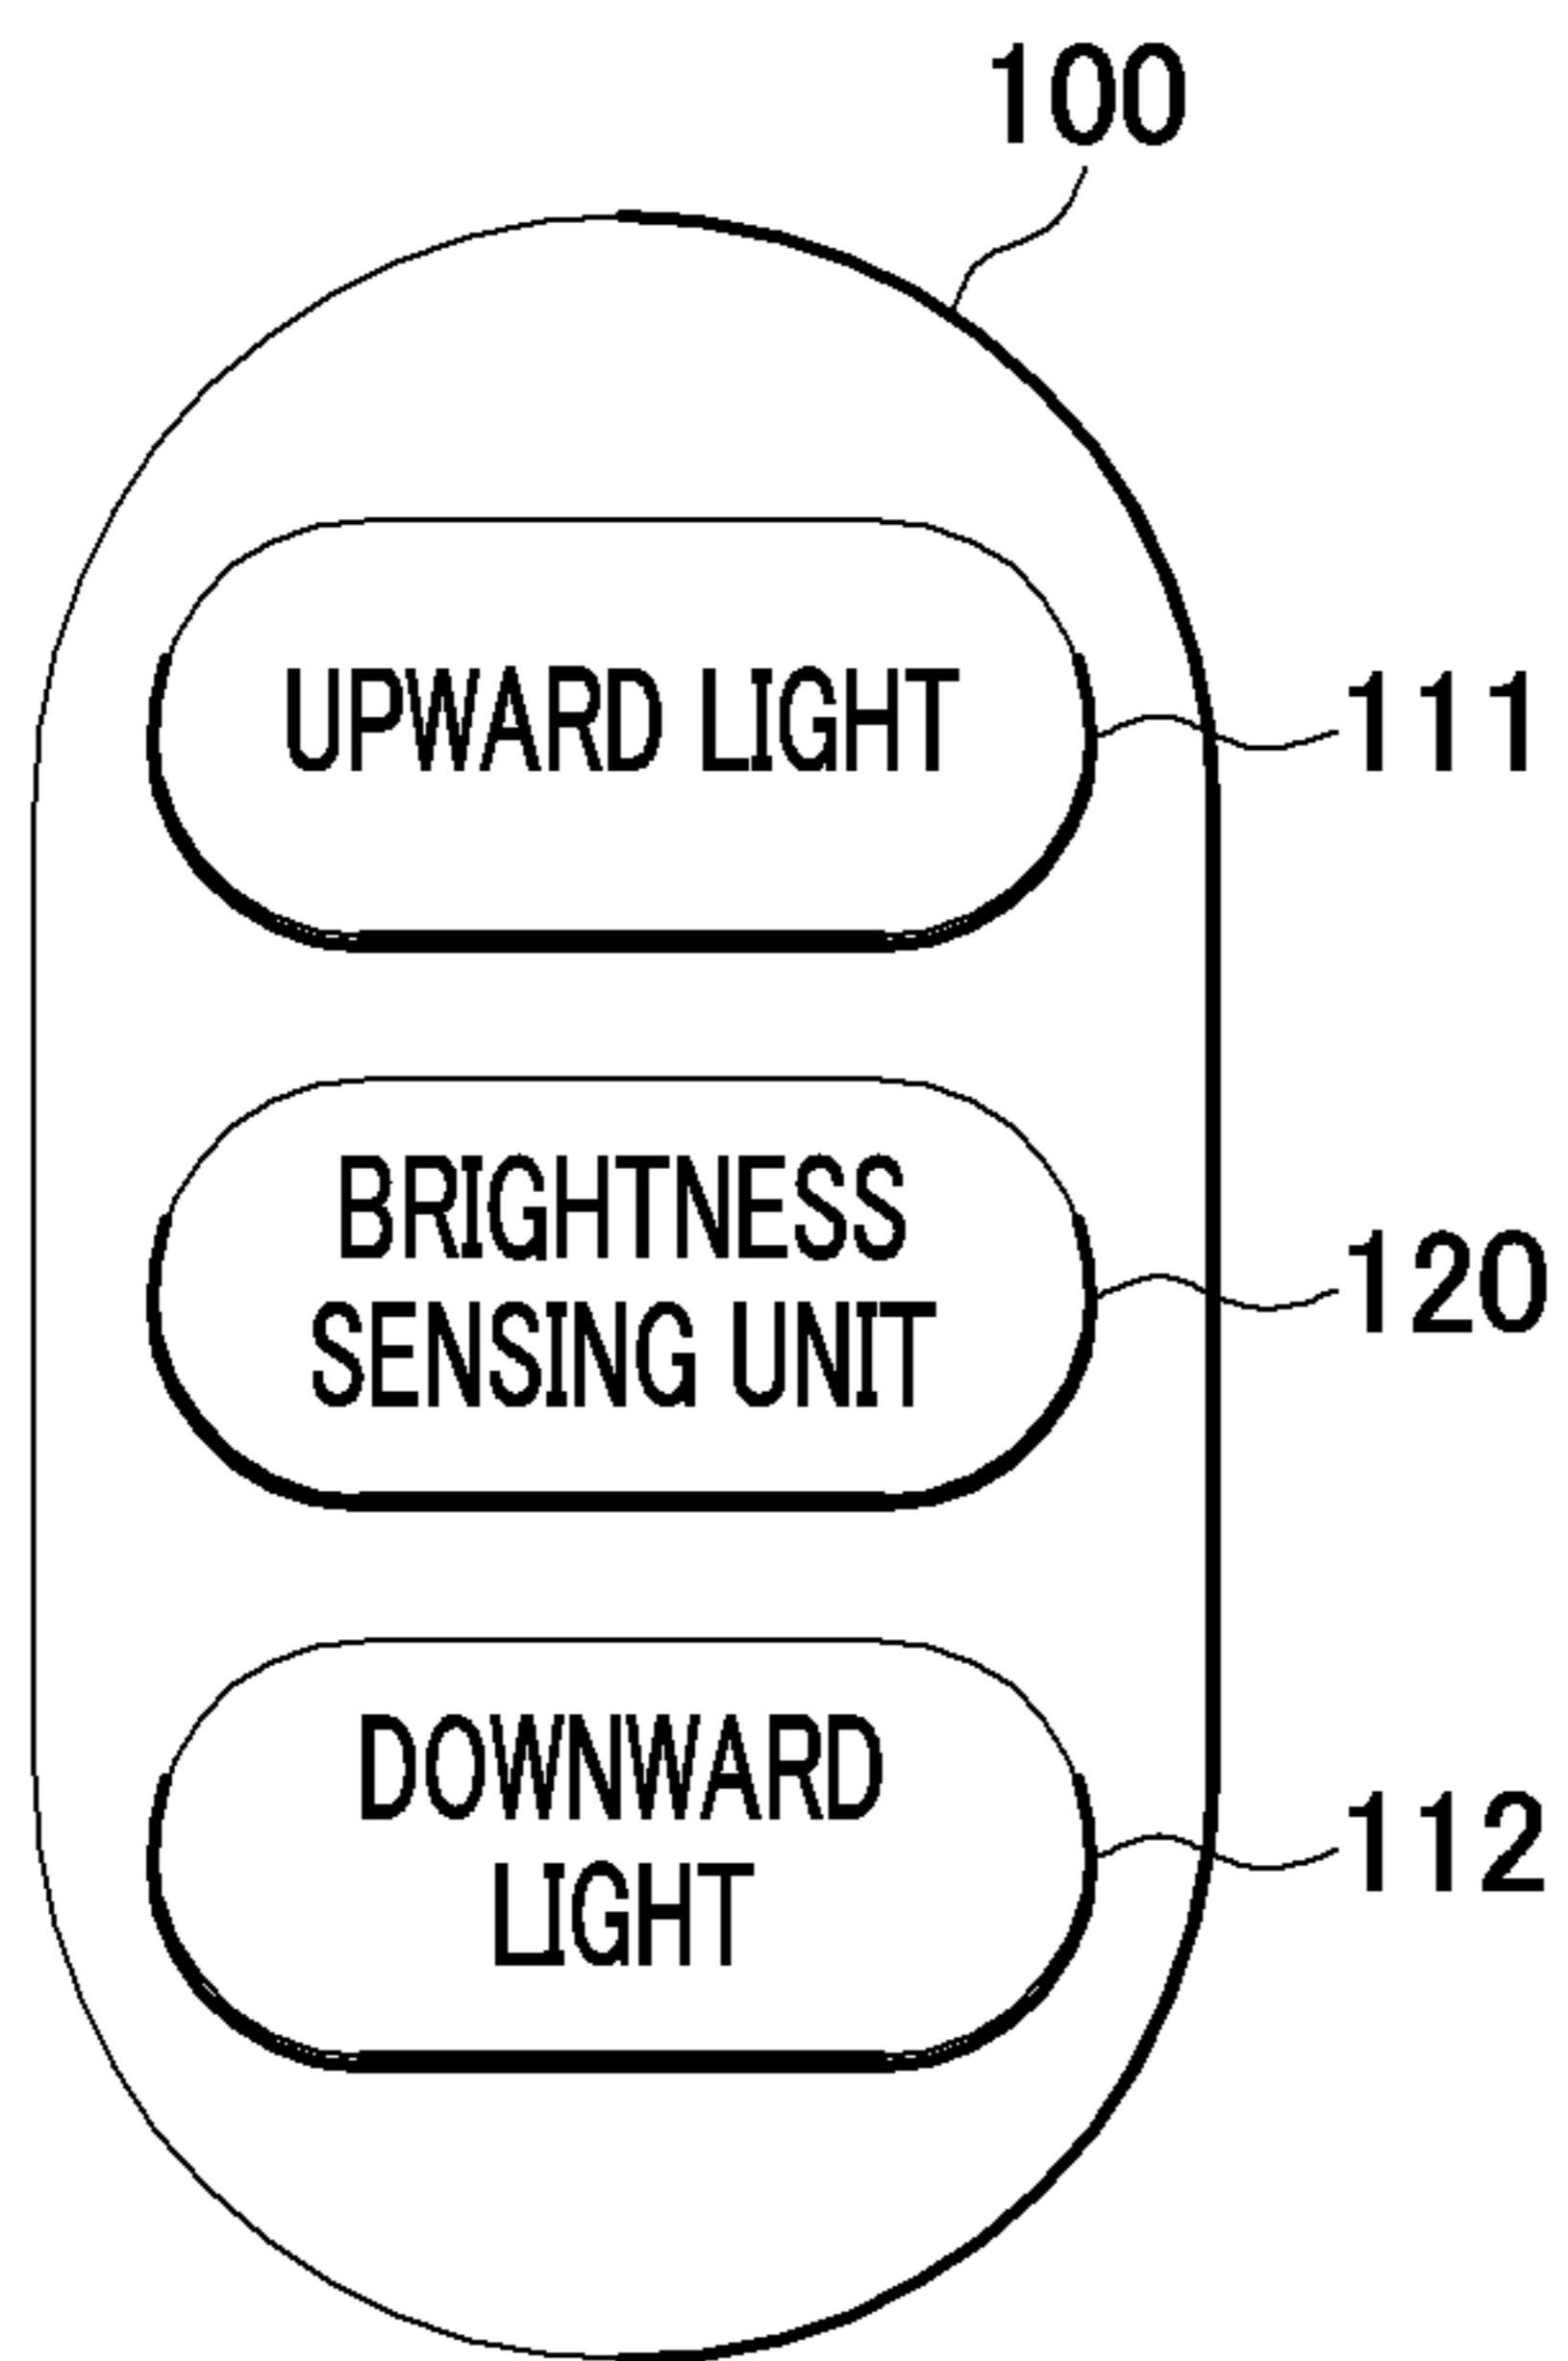 100
UPWARD LIGHT
111
BRIGHTNESS
SENSING UNIT
120
DOWNWARD
LIGHT
112